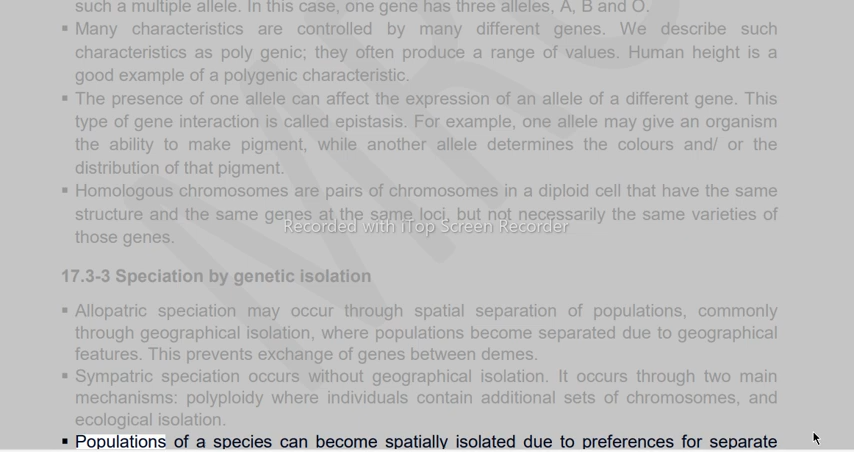 such a multiple allele. In this case, one gene has three alleles, A, B and O.
▪ Many characteristics are controlled by many different genes. We describe such
characteristics as poly genic; they often produce a range of values. Human height is a
good example of a polygenic characteristic.
▪ The presence of one allele can affect the expression of an allele of a different gene. This
type of gene interaction is called epistasis. For example, one allele may give an organism
the ability to make pigment, while another allele determines the colours and/ or the
distribution of that pigment.
▪ Homologous chromosomes are pairs of chromosomes in a diploid cell that have the same
structure and the same genes at the same loci, but not necessarily the same varieties of
Recorded with iTop Screen Recorder
those genes.
17.3-3 Speciation by genetic isolation
▪ Allopatric speciation may occur through spatial separation of populations, commonly
through geographical isolation, where populations become separated due to geographical
features. This prevents exchange of genes between demes.
▪ Sympatric speciation occurs without geographical isolation. It occurs through two main
mechanisms: polyploidy where individuals contain additional sets of chromosomes, and
ecological isolation.
▪ Populations of a species can become spatially isolated due to preferences for separate